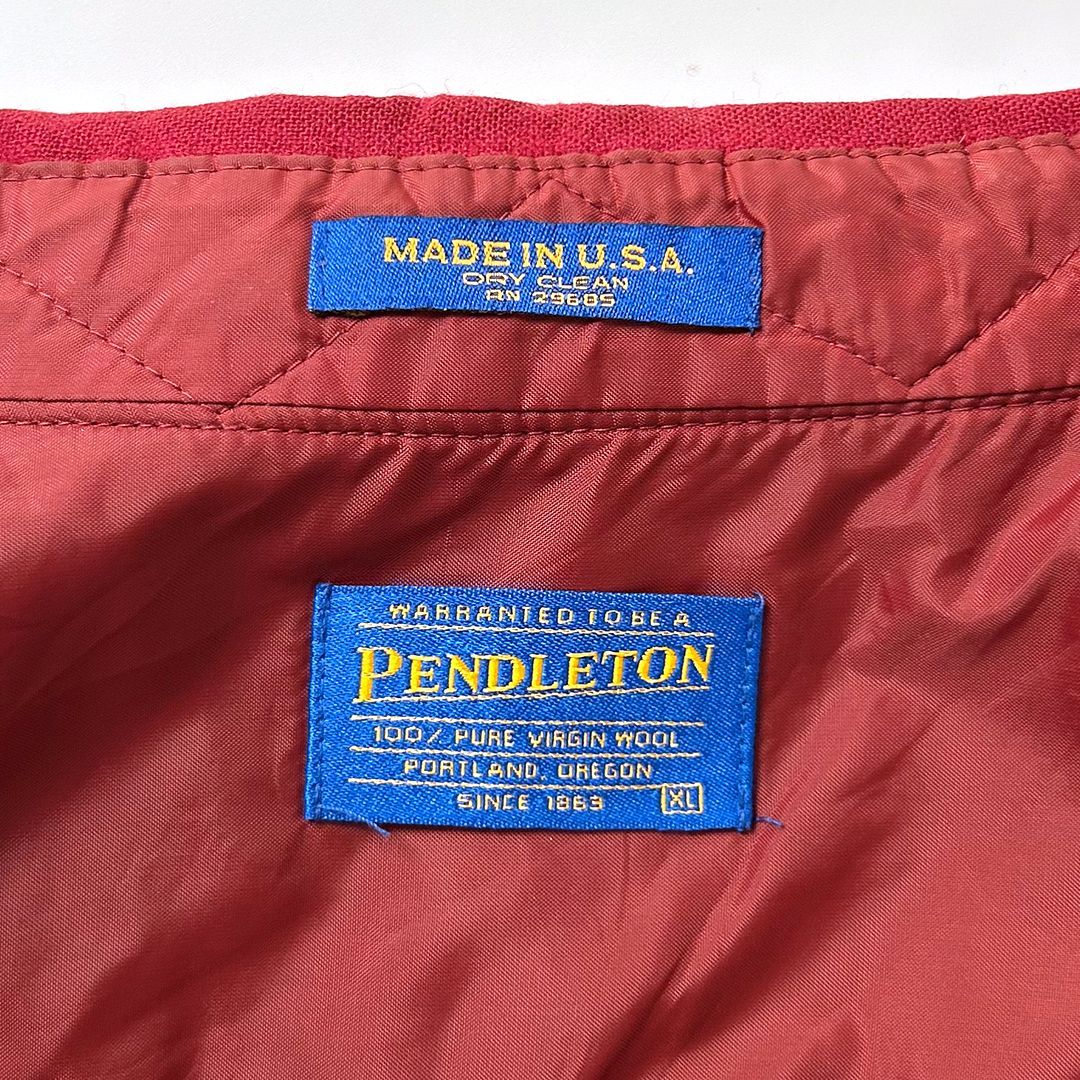 MADE IN U.S.A.
DRY CLEAN
RN 29685
WARRANTED TO BE A
PENDLETON
100% PURE VIRGIN WOOL
PORTLAND, OREGON
SINCE 1863
XL